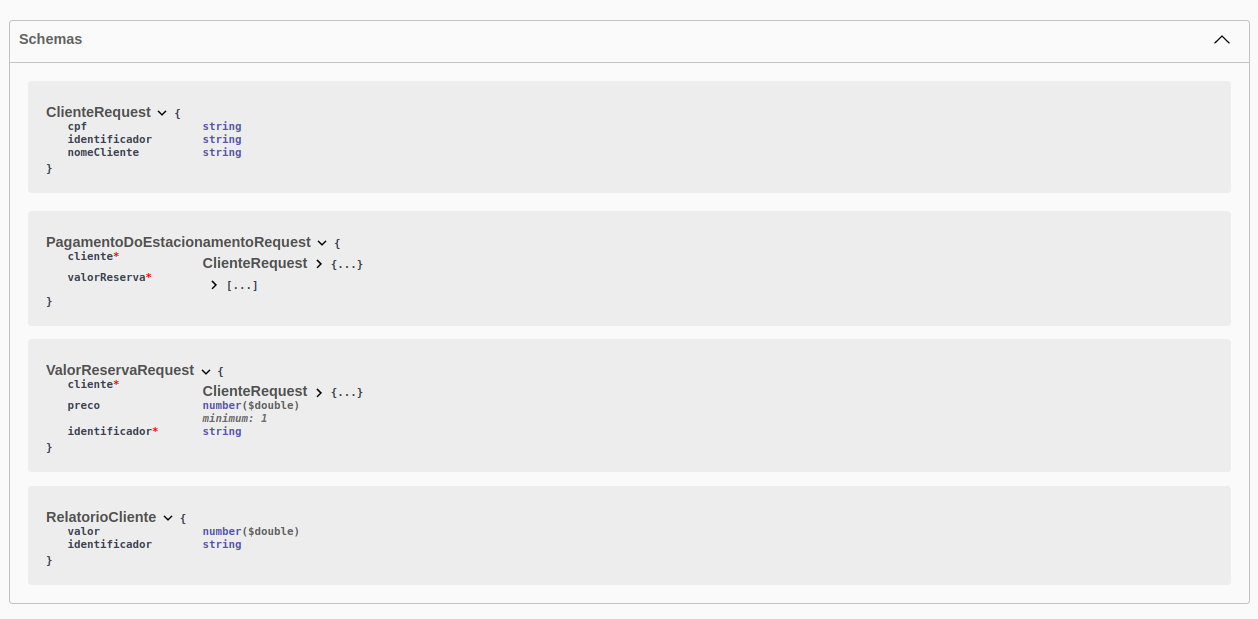 Schemas
ClienteRequest {
cpf string
identificador string
nomeCliente string
}
PagamentoDoEstacionamentoRequest {
cliente* ClienteRequest > {...}
valorReserva* > [...]
}
ValorReservaRequest {
cliente* ClienteRequest > {...}
preco number($double)
minimum: 1
identificador* string
}
RelatorioCliente {
valor number($double)
identificador string
}